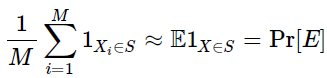 $$\frac{1}{M} \sum_{i=1}^{M} 1_{X_i \in S} \approx \mathbb{E} 1_{X \in S} = \Pr[E]$$